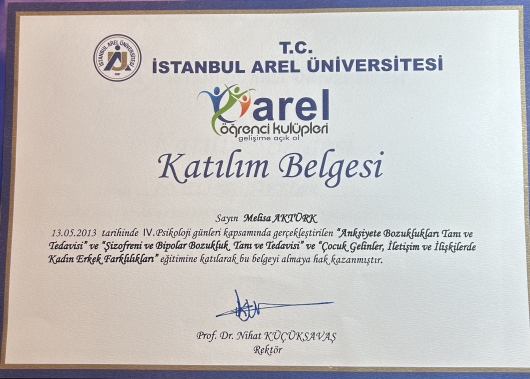 T.C.
İSTANBUL AREL ÜNİVERSİTESİ
arel
öğrenci kulüpleri
gelişime açık ol
Katılım Belgesi
Sayın Melisa AKTÜRK
13.05.2013 tarihinde IV. Psikoloji günleri kapsamında gerçekleştirilen "Anksiyete Bozuklukları Tanı ve
Tedavisi" ve "Şizofreni ve Bipolar Bozukluk Tanı ve Tedavisi" ve "Çocuk Gelinler, İletişim ve İlişkilerde
Kadın Erkek Farklılıkları" eğitimine katılarak bu belgeyi almaya hak kazanmıştır.
Prof. Dr. Nihat KÜÇÜKSAVAŞ
Rektör